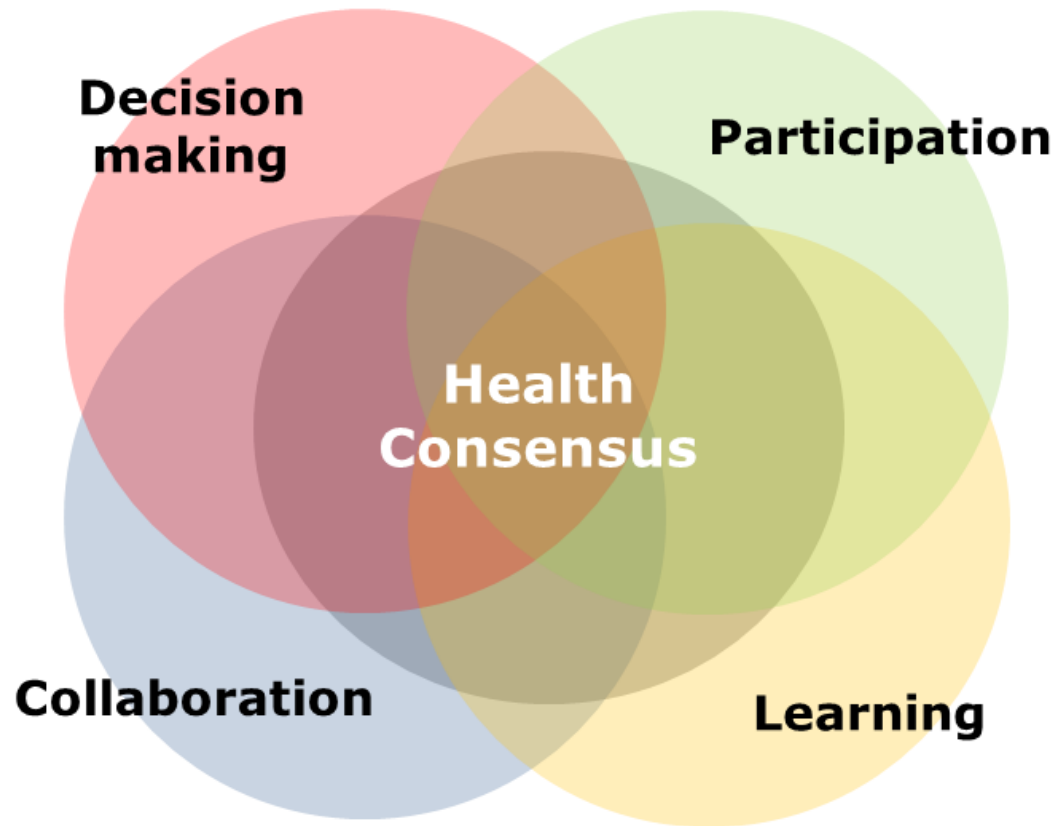 Decision
making
Participation
Health
Consensus
Collaboration
Learning